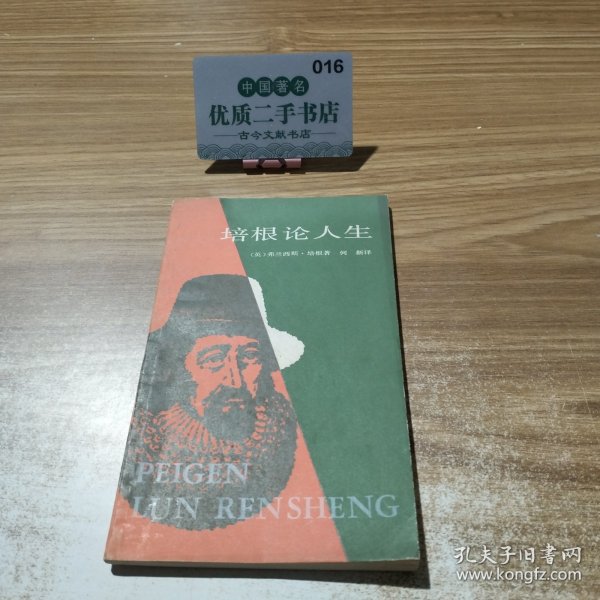 016
中国著名
优质二手书店
古今文献书店
培根论人生
(英)弗兰西斯·培根著 何新译
PEIGEN
LUN RENSHENG
孔夫子旧书网
www.kongfz.com